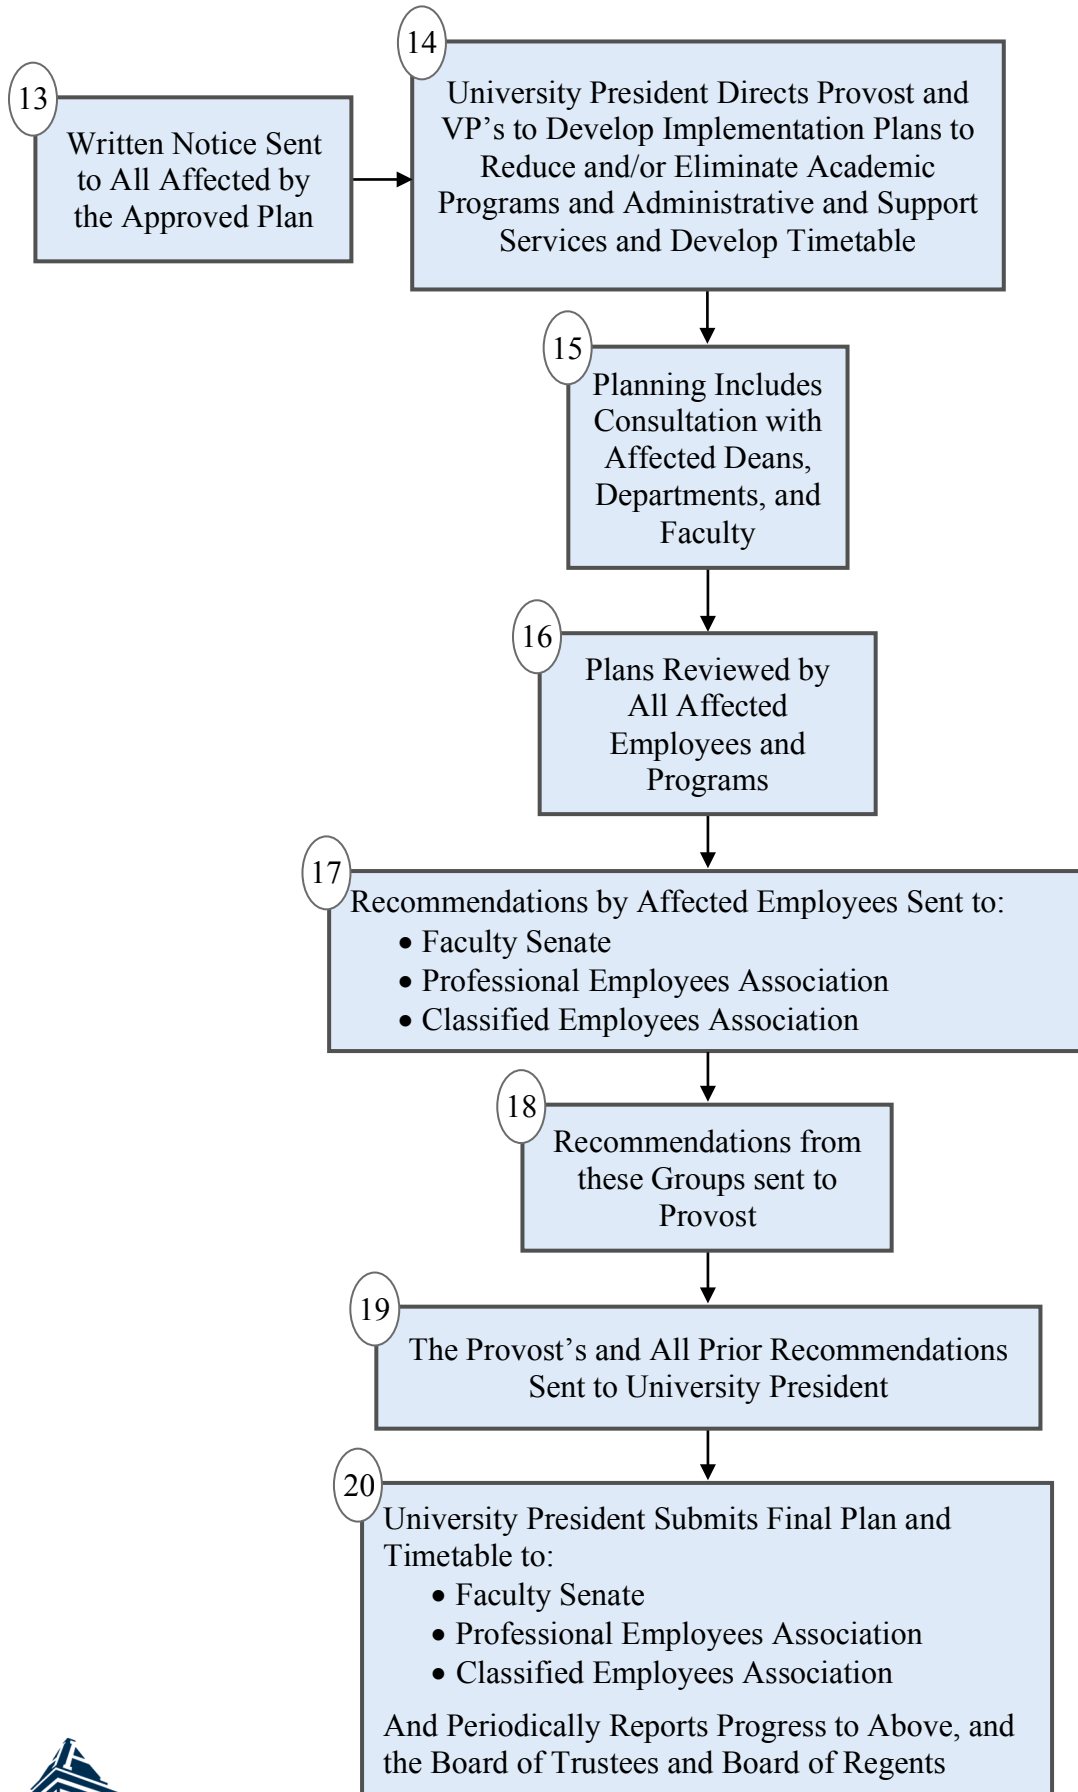 13
Written Notice Sent
to All Affected by
the Approved Plan
14
University President Directs Provost and
VP’s to Develop Implementation Plans to
Reduce and/or Eliminate Academic
Programs and Administrative and Support
Services and Develop Timetable
15
Planning Includes
Consultation with
Affected Deans,
Departments, and
Faculty
16
Plans Reviewed by
All Affected
Employees and
Programs
17
Recommendations by Affected Employees Sent to:
• Faculty Senate
• Professional Employees Association
• Classified Employees Association
18
Recommendations from
these Groups sent to
Provost
19
The Provost’s and All Prior Recommendations
Sent to University President
20
University President Submits Final Plan and
Timetable to:
• Faculty Senate
• Professional Employees Association
• Classified Employees Association
And Periodically Reports Progress to Above, and
the Board of Trustees and Board of Regents